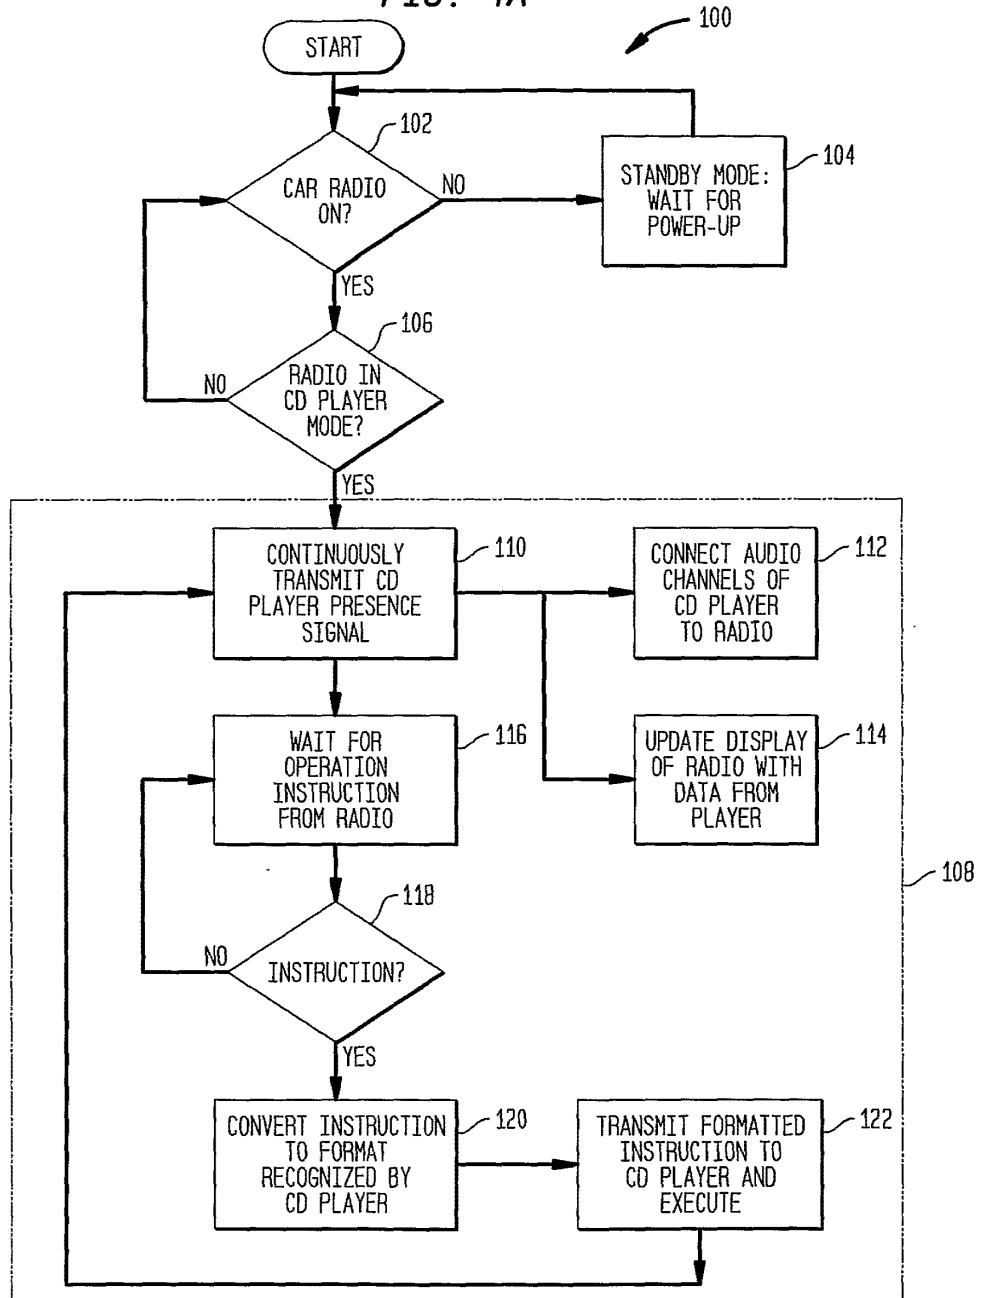 START
100
102
CAR RADIO
ON?
NO
STANDBY MODE:
WAIT FOR
POWER-UP
104
YES
106
RADIO IN
CD PLAYER
MODE?
NO
YES
CONTINUOUSLY
TRANSMIT CD
PLAYER PRESENCE
SIGNAL
110
CONNECT AUDIO
CHANNELS OF
CD PLAYER
TO RADIO
112
WAIT FOR
OPERATION
INSTRUCTION
FROM RADIO
116
UPDATE DISPLAY
OF RADIO WITH
DATA FROM
PLAYER
114
108
118
INSTRUCTION?
NO
YES
CONVERT INSTRUCTION
TO FORMAT
RECOGNIZED BY
CD PLAYER
120
TRANSMIT FORMATTED
INSTRUCTION TO
CD PLAYER AND
EXECUTE
122